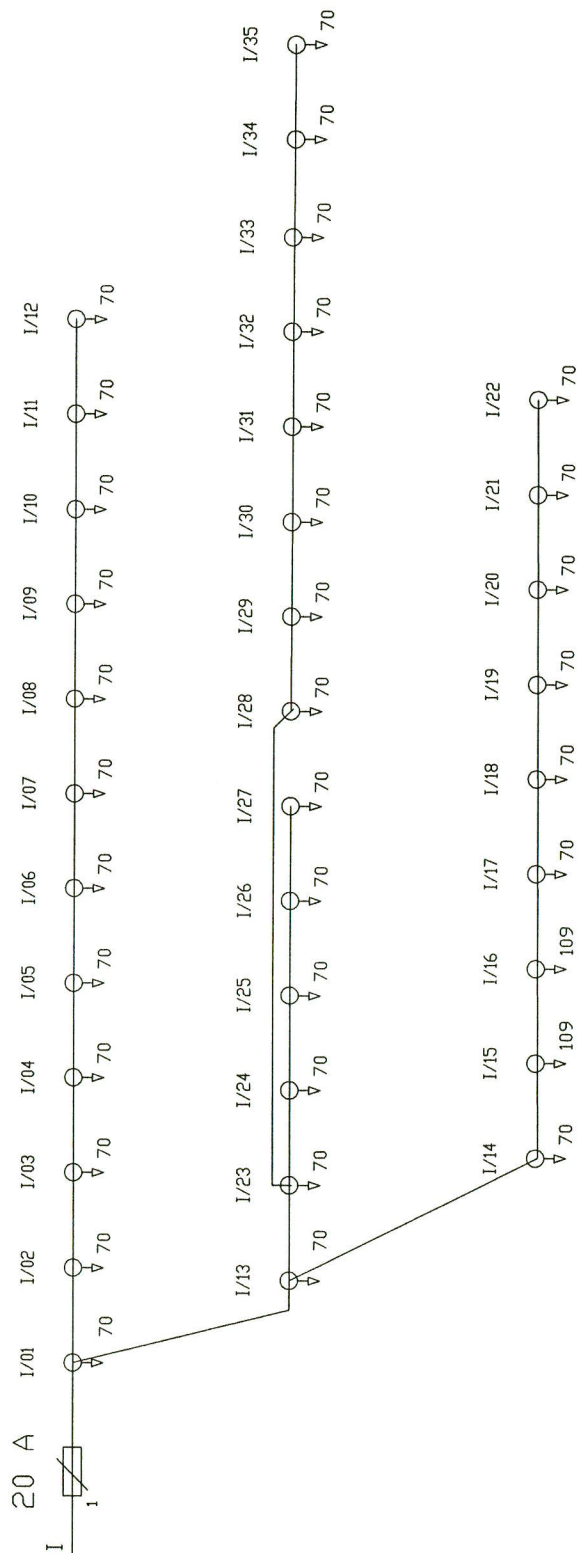 I
20 A
1
I/01 I/02 I/03 I/04 I/05 I/06 I/07 I/08 I/09 I/10 I/11 I/12
70 70 70 70 70 70 70 70 70 70 70 70
I/13 I/23 I/24 I/25 I/26 I/27 I/28 I/29 I/30 I/31 I/32 I/33 I/34 I/35
70 70 70 70 70 70 70 70 70 70 70 70 70 70
I/14 I/15 I/16 I/17 I/18 I/19 I/20 I/21 I/22
70 109 109 70 70 70 70 70 70